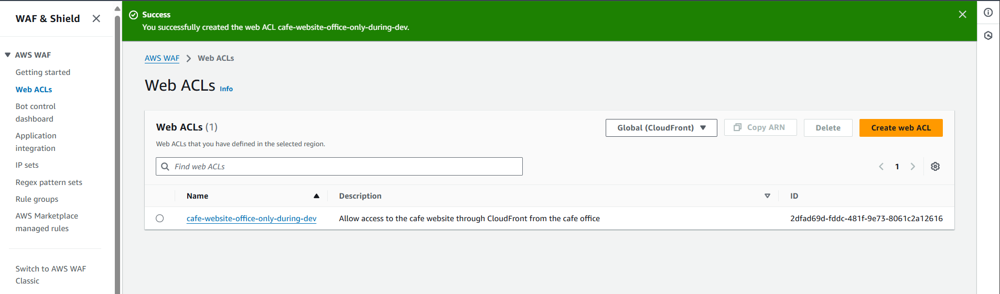 WAF & Shield
AWS WAF
Getting started
Web ACLs
Bot control
dashboard
Application
integration
IP sets
Regex pattern sets
Rule groups
AWS Marketplace
managed rules
Switch to AWS WAF
Classic
Success
You successfully created the web ACL cafe-website-office-only-during-dev.
AWS WAF > Web ACLs
Web ACLs Info
Web ACLs (1)
Global (CloudFront) Copy ARN Delete Create web ACL
Web ACLs that you have defined in the selected region.
Find web ACLs
1
Name Description ID
cafe-website-office-only-during-dev Allow access to the cafe website through CloudFront from the cafe office 2dfad69d-fddc-481f-9e73-8061c2a12616